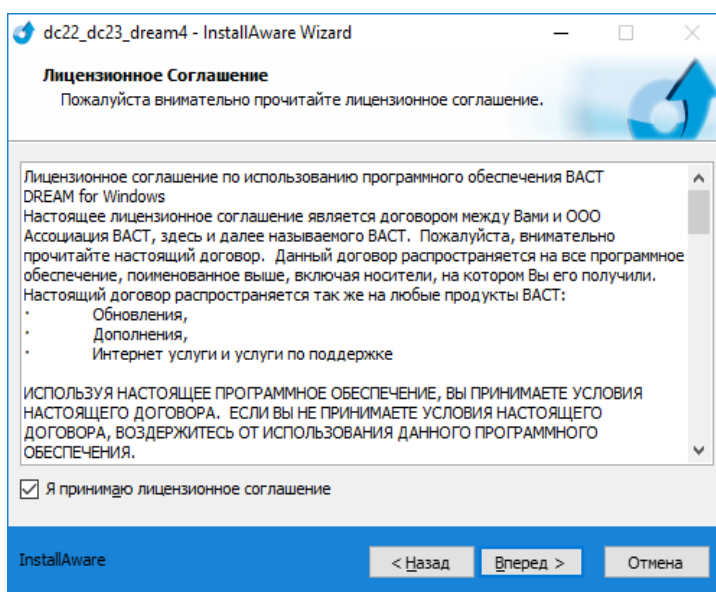 dc22_dc23_dream4 - InstallAware Wizard
Лицензионное Соглашение
Пожалуйста внимательно прочитайте лицензионное соглашение.
Лицензионное соглашение по использованию программного обеспечения ВАСТ
DREAM for Windows
Настоящее лицензионное соглашение является договором между Вами и ООО
Ассоциация ВАСТ, здесь и далее называемого ВАСТ.  Пожалуйста, внимательно
прочитайте настоящий договор.  Данный договор распространяется на все программное
обеспечение, поименованное выше, включая носители, на котором Вы его получили.
Настоящий договор распространяется так же на любые продукты ВАСТ:
· Обновления,
· Дополнения,
· Интернет услуги и услуги по поддержке
ИСПОЛЬЗУЯ НАСТОЯЩЕЕ ПРОГРАММНОЕ ОБЕСПЕЧЕНИЕ, ВЫ ПРИНИМАЕТЕ УСЛОВИЯ
НАСТОЯЩЕГО ДОГОВОРА.  ЕСЛИ ВЫ НЕ ПРИНИМАЕТЕ УСЛОВИЯ НАСТОЯЩЕГО
ДОГОВОРА, ВОЗДЕРЖИТЕСЬ ОТ ИСПОЛЬЗОВАНИЯ ДАННОГО ПРОГРАММНОГО
ОБЕСПЕЧЕНИЯ.
Я принимаю лицензионное соглашение
InstallAware
< Назад
Вперед >
Отмена